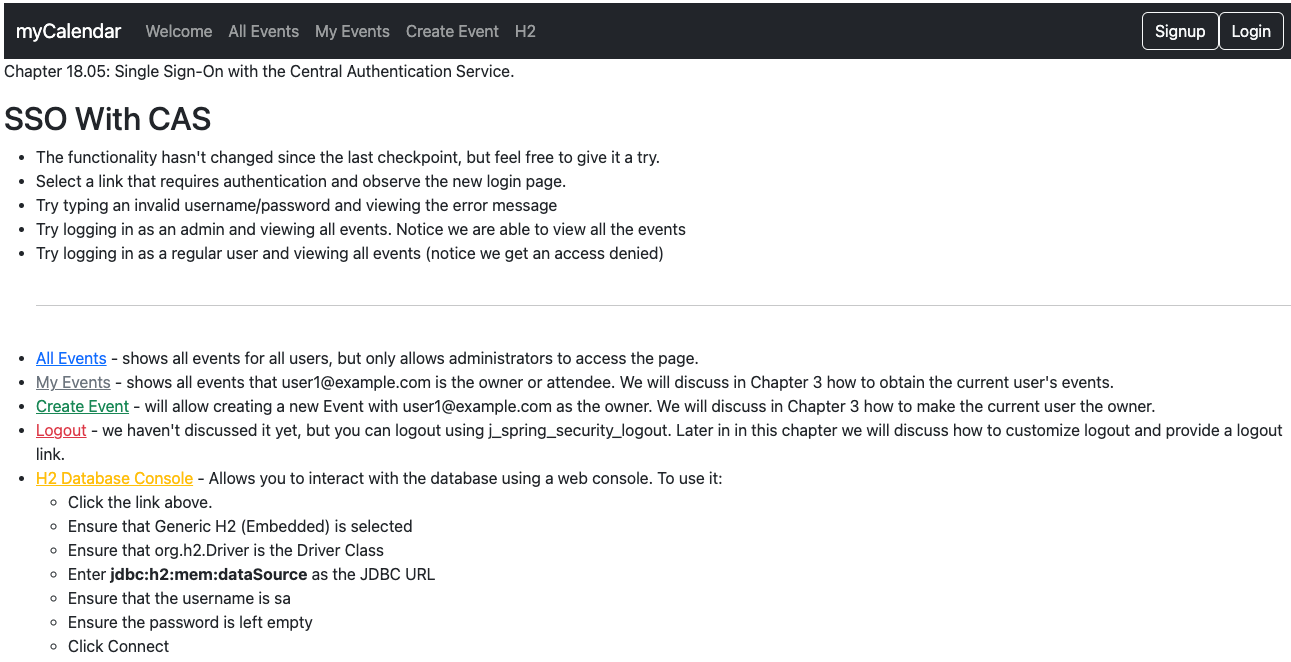 myCalendar Welcome All Events My Events Create Event H2 Signup Login
Chapter 18.05: Single Sign-On with the Central Authentication Service.
SSO With CAS
• The functionality hasn't changed since the last checkpoint, but feel free to give it a try.
• Select a link that requires authentication and observe the new login page.
• Try typing an invalid username/password and viewing the error message
• Try logging in as an admin and viewing all events. Notice we are able to view all the events
• Try logging in as a regular user and viewing all events (notice we get an access denied)
• All Events - shows all events for all users, but only allows administrators to access the page.
• My Events - shows all events that user1@example.com is the owner or attendee. We will discuss in Chapter 3 how to obtain the current user's events.
• Create Event - will allow creating a new Event with user1@example.com as the owner. We will discuss in Chapter 3 how to make the current user the owner.
• Logout - we haven't discussed it yet, but you can logout using j_spring_security_logout. Later in in this chapter we will discuss how to customize logout and provide a logout
link.
• H2 Database Console - Allows you to interact with the database using a web console. To use it:
◦ Click the link above.
◦ Ensure that Generic H2 (Embedded) is selected
◦ Ensure that org.h2.Driver is the Driver Class
◦ Enter jdbc:h2:mem:dataSource as the JDBC URL
◦ Ensure that the username is sa
◦ Ensure the password is left empty
◦ Click Connect